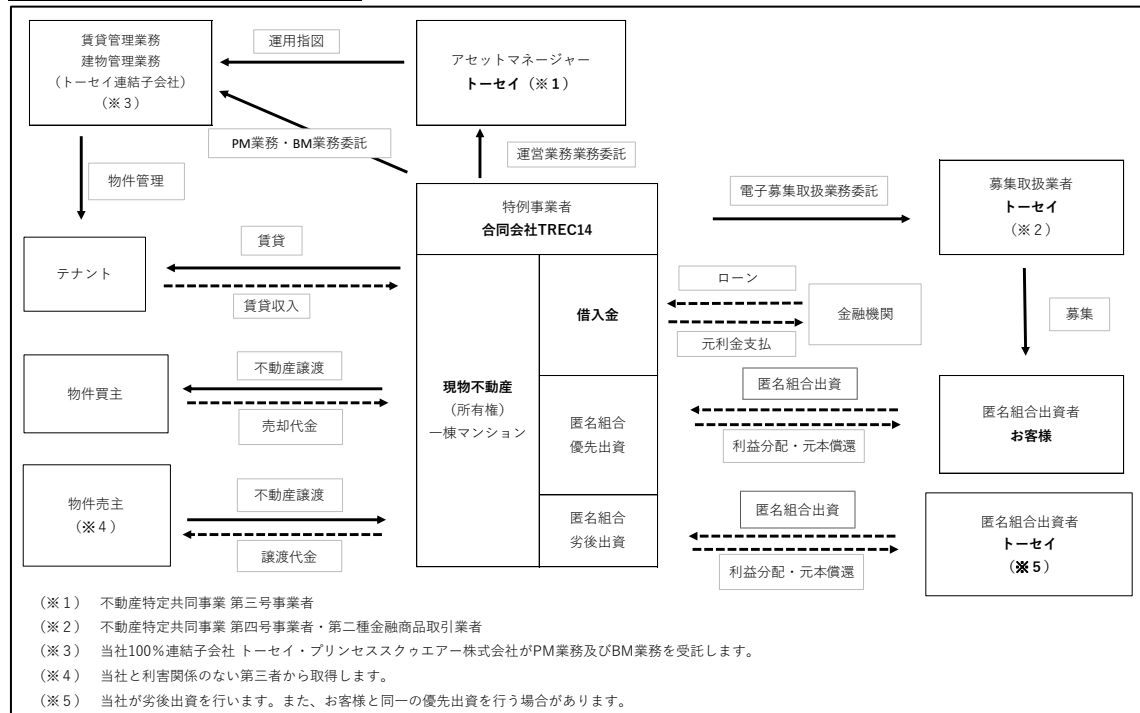 賃貸管理業務
建物管理業務
（トーセイ連結子会社）
（※３）
運用指図
アセットマネージャー
トーセイ（※１）
PM業務・BM業務委託
運営業務業務委託
物件管理
電子募集取扱業務委託
募集取扱業者
トーセイ
（※２）
特例事業者
合同会社TREC14
テナント
賃貸
賃貸収入
借入金
ローン
元利金支払
金融機関
募集
物件買主
不動産譲渡
売却代金
現物不動産
（所有権）
一棟マンション
匿名組合
優先出資
匿名組合出資
利益分配・元本償還
匿名組合出資者
お客様
物件売主
（※４）
不動産譲渡
譲渡代金
匿名組合
劣後出資
匿名組合出資
利益分配・元本償還
匿名組合出資者
トーセイ
（※５）
（※１） 不動産特定共同事業 第三号事業者
（※２） 不動産特定共同事業 第四号事業者・第二種金融商品取引業者
（※３） 当社100％連結子会社 トーセイ・プリンセススクゥエアー株式会社がPM業務及びBM業務を受託します。
（※４） 当社と利害関係のない第三者から取得します。
（※５） 当社が劣後出資を行います。また、お客様と同一の優先出資を行う場合があります。